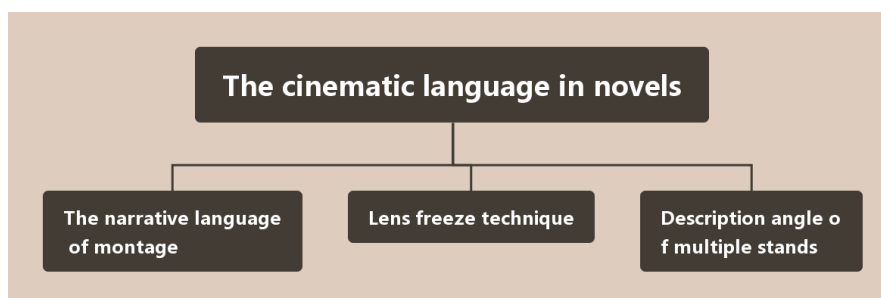 The cinematic language in novels
The narrative language
of montage
Lens freeze technique
Description angle o
f multiple stands